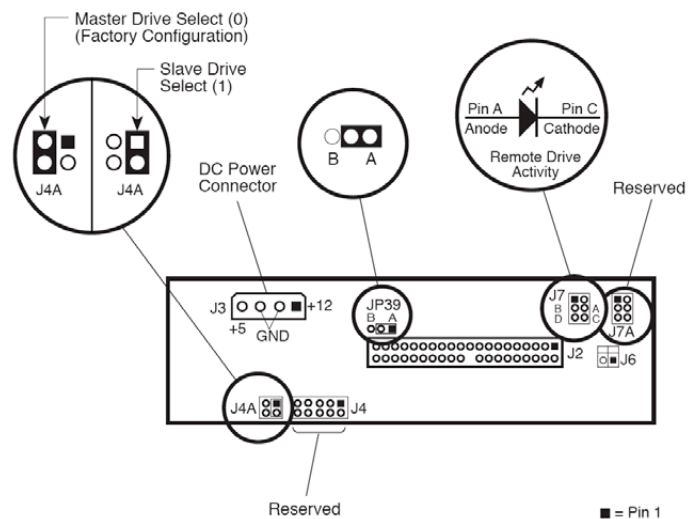 Master Drive Select (0)
(Factory Configuration)
Slave Drive
Select (1)
J4A
J4A
DC Power
Connector
B A
Pin A
Pin C
Anode
Cathode
Remote Drive
Activity
Reserved
J3
+12
+5
GND
JP39
B A
J7
B A
D C
J7A
J2
J6
J4A
J4
Reserved
= Pin 1